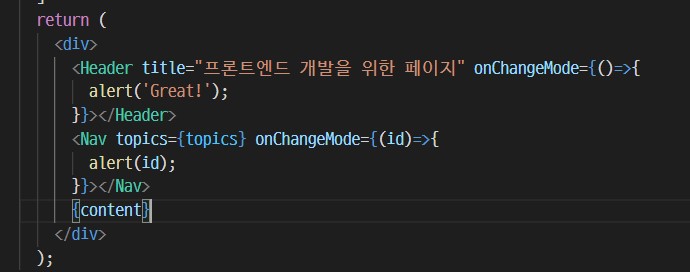 return (
<div>
<Header title="프론트엔드 개발을 위한 페이지" onChangeMode={()=>{
alert('Great!');
}}></Header>
<Nav topics={topics} onChangeMode={(id)=>{
alert(id);
}}></Nav>
{content}
</div>
);